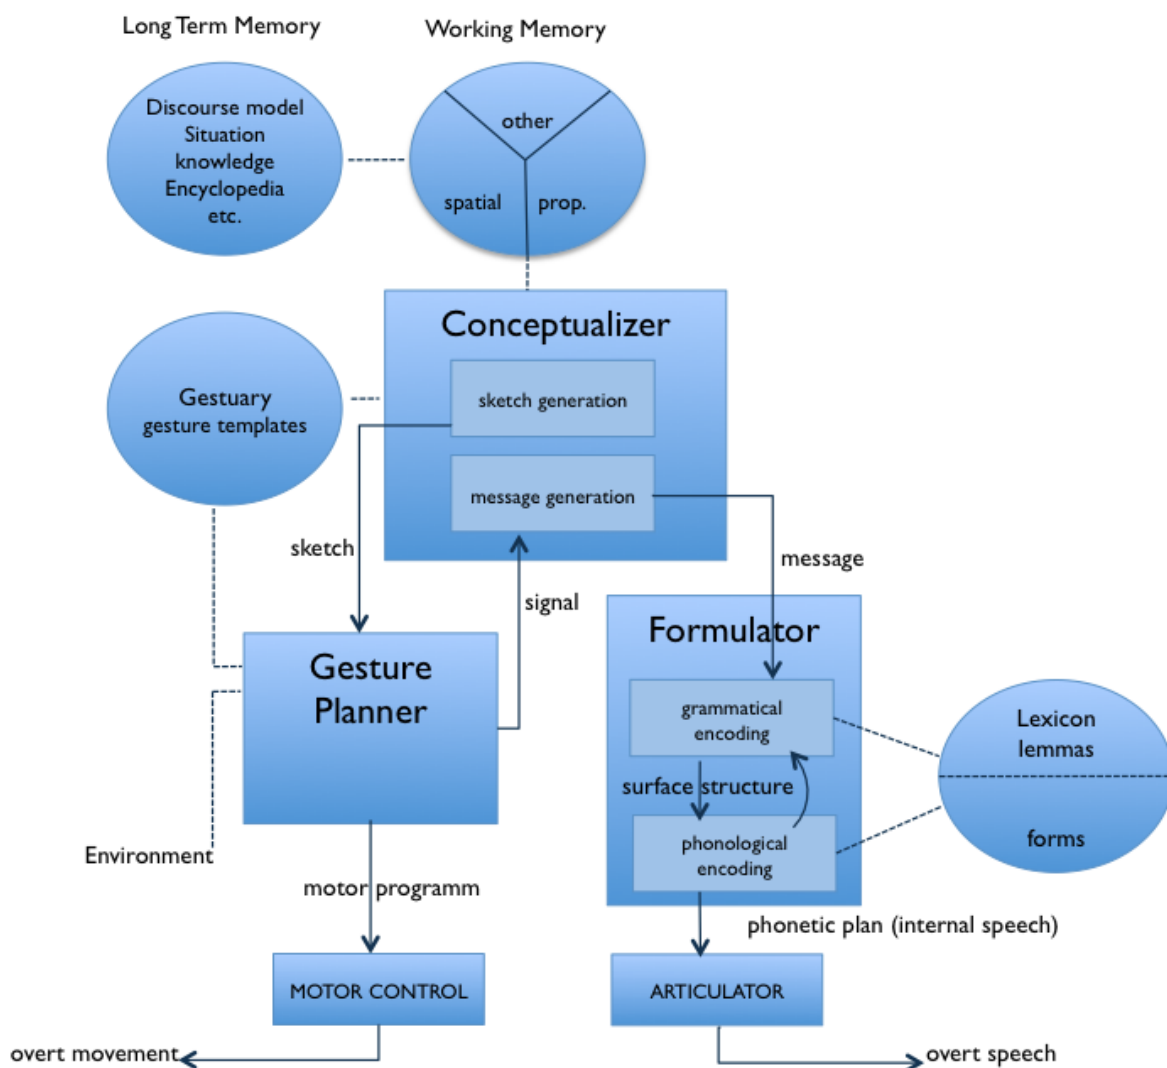 Long Term Memory
Working Memory
Discourse model
Situation
knowledge
Encyclopedia
etc.
other
spatial
prop.
Conceptualizer
sketch generation
Gestuary
gesture templates
message generation
sketch
signal
message
Gesture
Planner
Formulator
grammatical
encoding
surface structure
phonological
encoding
Lexicon
lemmas
forms
Environment
motor programm
phonetic plan (internal speech)
MOTOR CONTROL
ARTICULATOR
overt movement
overt speech